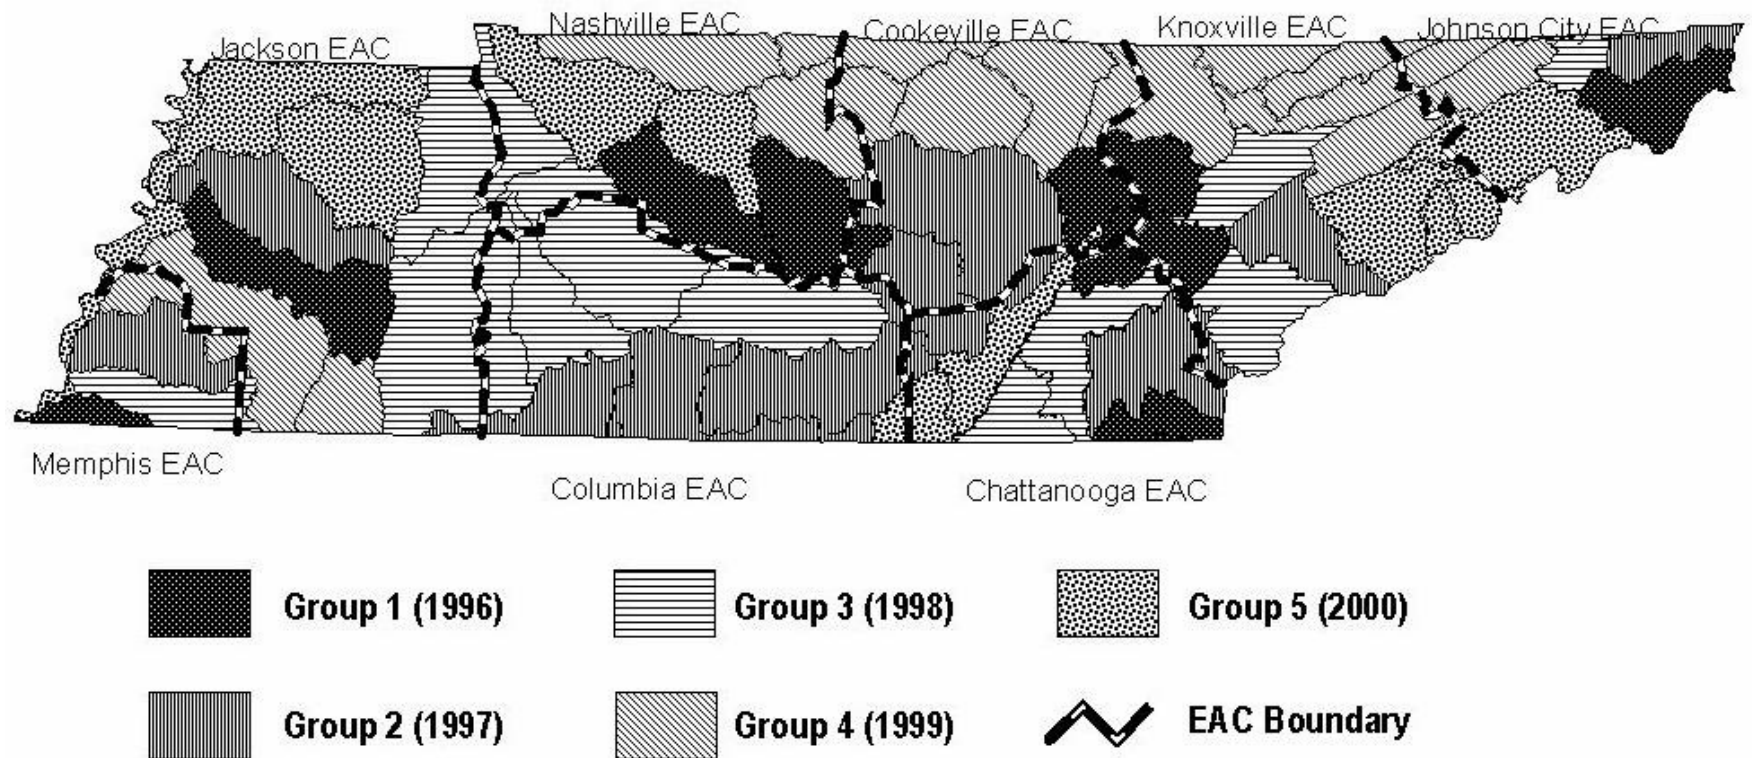 Nashville EAC
Cookeville EAC
Knoxville EAC
Johnson City EAC
Jackson EAC
Memphis EAC
Columbia EAC
Chattanooga EAC
Group 1 (1996)
Group 3 (1998)
Group 5 (2000)
Group 2 (1997)
Group 4 (1999)
EAC Boundary